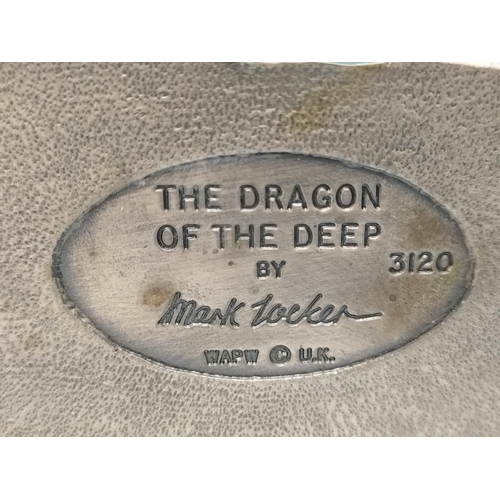 THE DRAGON
OF THE DEEP
BY
3120
Mark Locker
WAPW © U.K.